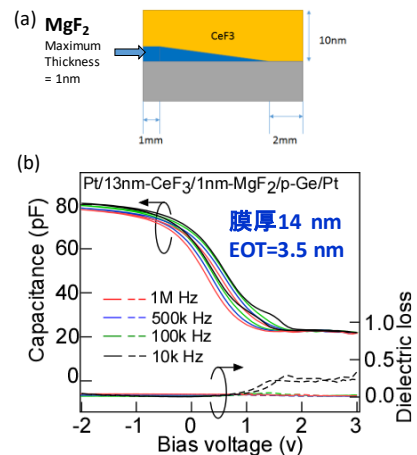 (a)
MgF2
Maximum
Thickness
= 1nm
CeF3
10nm
1mm
2mm
(b)
Pt/13nm-CeF3/1nm-MgF2/p-Ge/Pt
膜厚14 nm
EOT=3.5 nm
1M Hz
500k Hz
100k Hz
10k Hz
Capacitance (pF)
80
60
40
20
0
Dielectric loss
1.0
0.5
0.0
-2
-1
0
1
2
3
Bias voltage (v)